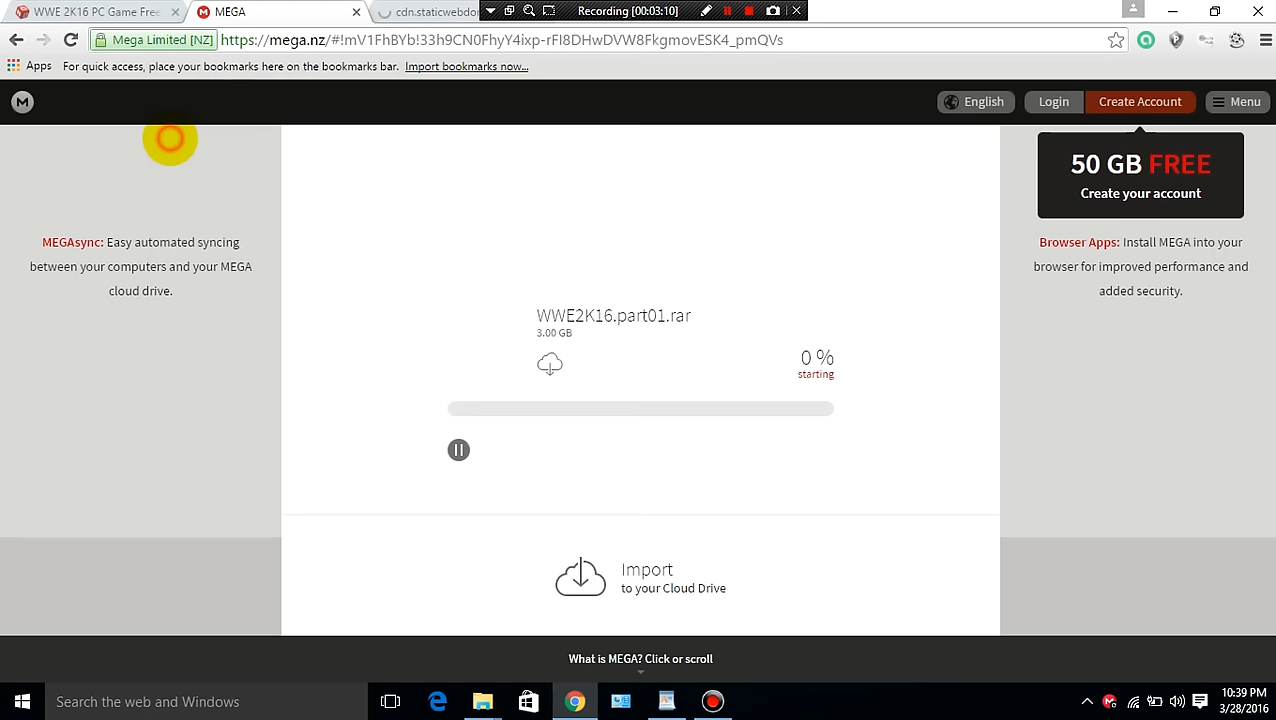 WWE 2K16 PC Game Free
MEGA
cdn.staticwebdon
Recording [00:03:10]
Mega Limited [NZ]
https://mega.nz/#!mV1FhBYb!33h9CN0FhyY4ixp-rFI8DHwDVW8FkgmovESK4_pmQVs
Apps
For quick access, place your bookmarks here on the bookmarks bar. Import bookmarks now...
M
English
Login
Create Account
Menu
50 GB FREE
Create your account
MEGAsync: Easy automated syncing
between your computers and your MEGA
cloud drive.
Browser Apps: Install MEGA into your
browser for improved performance and
added security.
WWE2K16.part01.rar
3.00 GB
0 %
starting
Import
to your Cloud Drive
What is MEGA? Click or scroll
Search the web and Windows
10:39 PM
3/28/2016